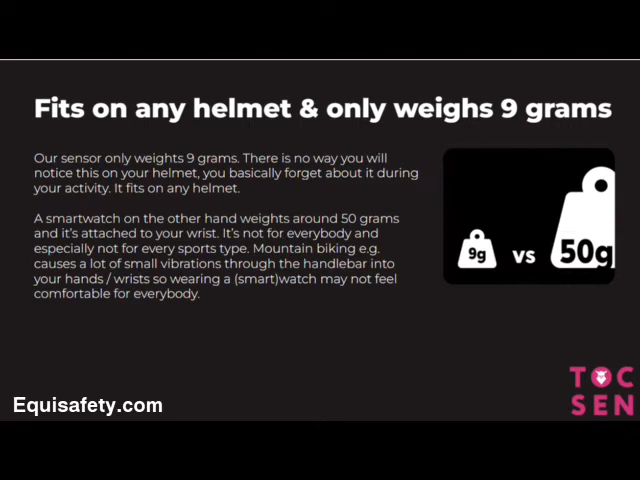 Fits on any helmet & only weighs 9 grams
Our sensor only weights 9 grams. There is no way you will
notice this on your helmet, you basically forget about it during
your activity. It fits on any helmet.
A smartwatch on the other hand weights around 50 grams
and it's attached to your wrist. It's not for everybody and
especially not for every sports type. Mountain biking e.g.
causes a lot of small vibrations through the handlebar into
your hands / wrists so wearing a (smart)watch may not feel
comfortable for everybody.
9g vs 50g
TOC
SEN
Equisafety.com